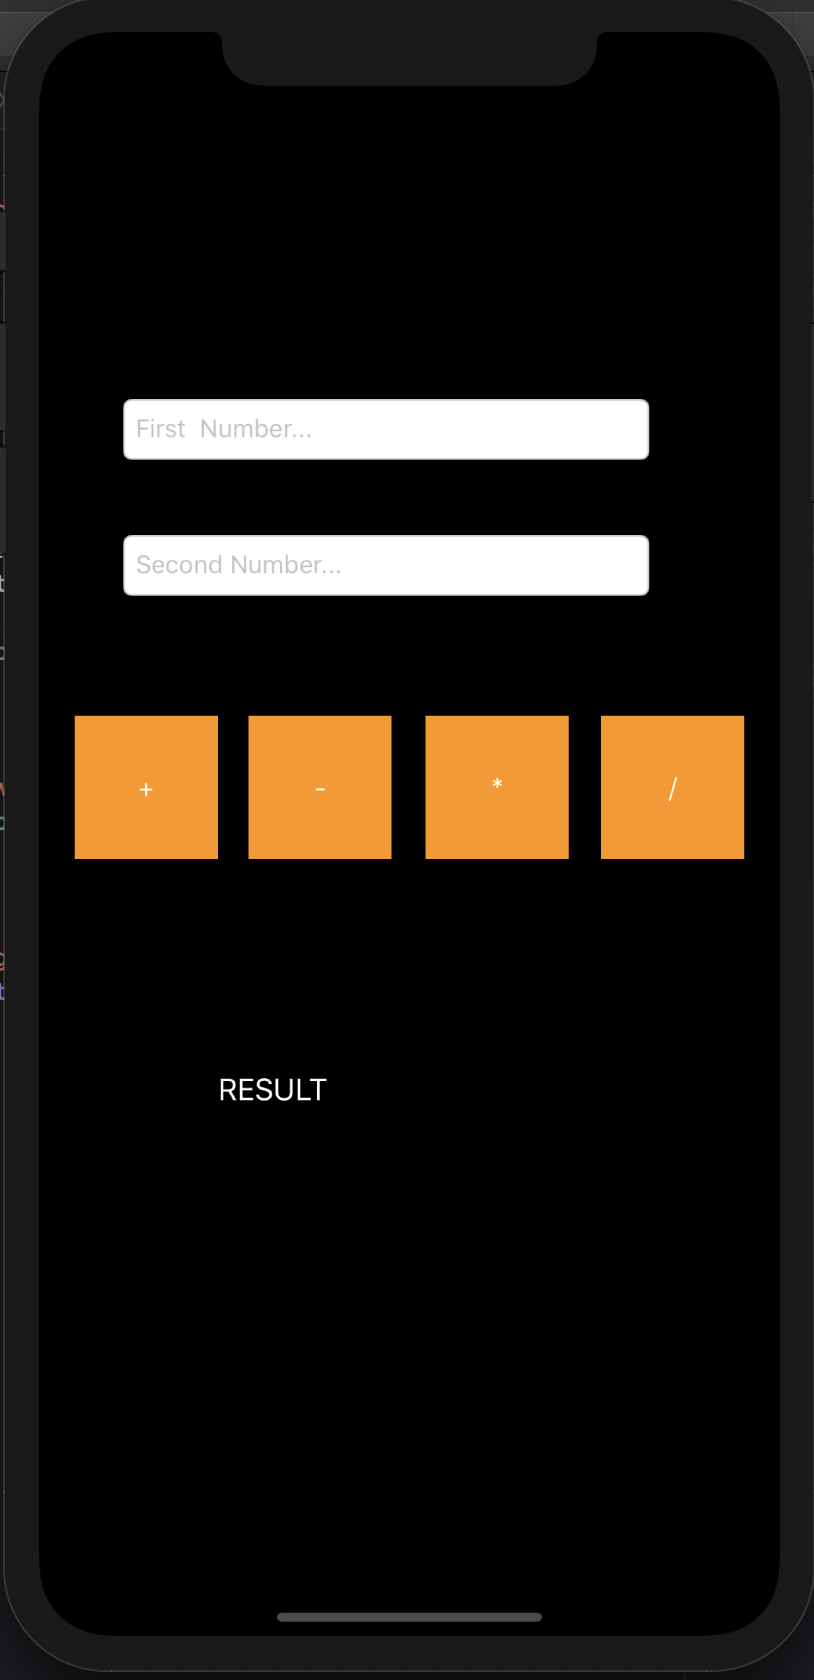 First  Number...
Second Number...
+ - * /
RESULT